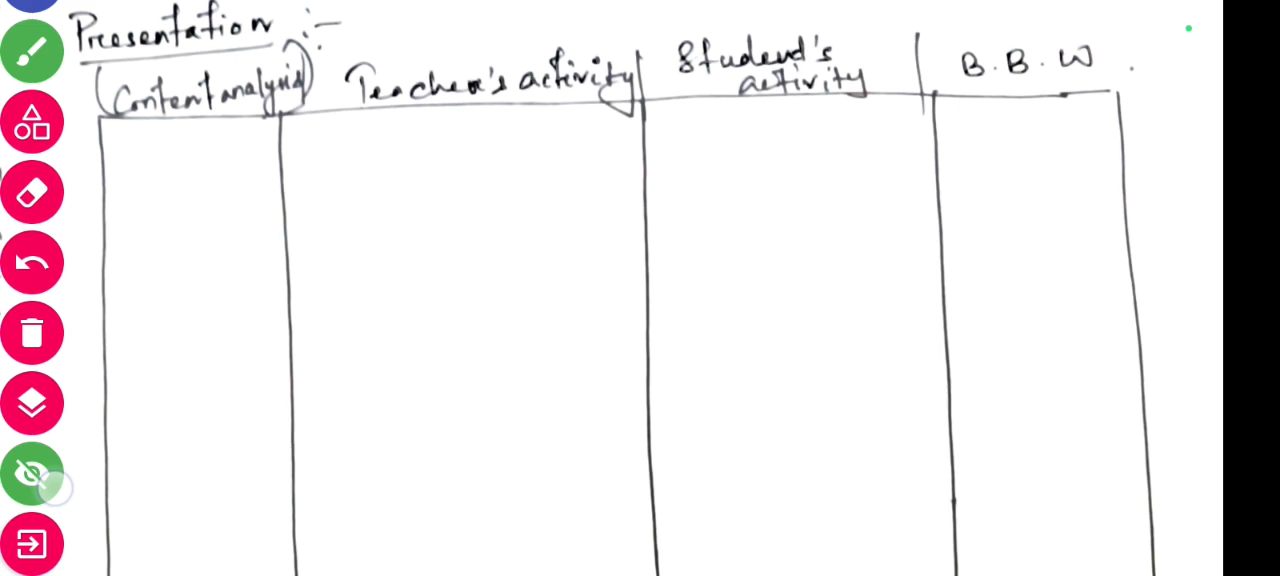 Presentation :-
(Content analysis) Teacher's activity Student's activity B.B.W.